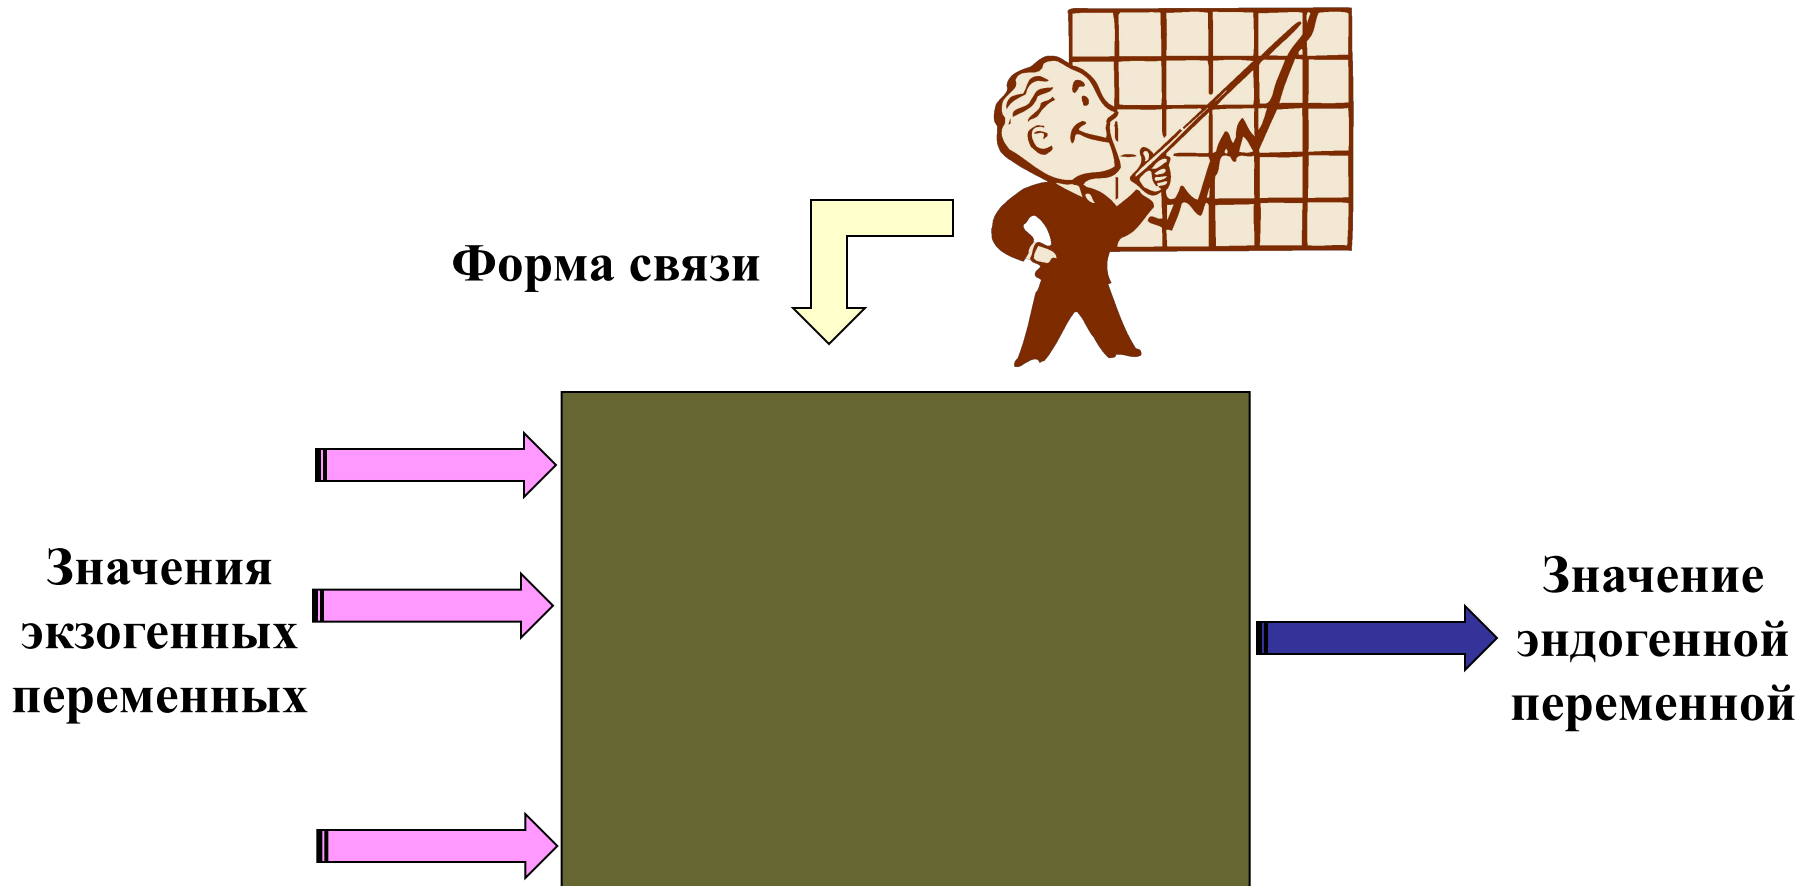 Форма связи
Значения
экзогенных
переменных
Значение
эндогенной
переменной